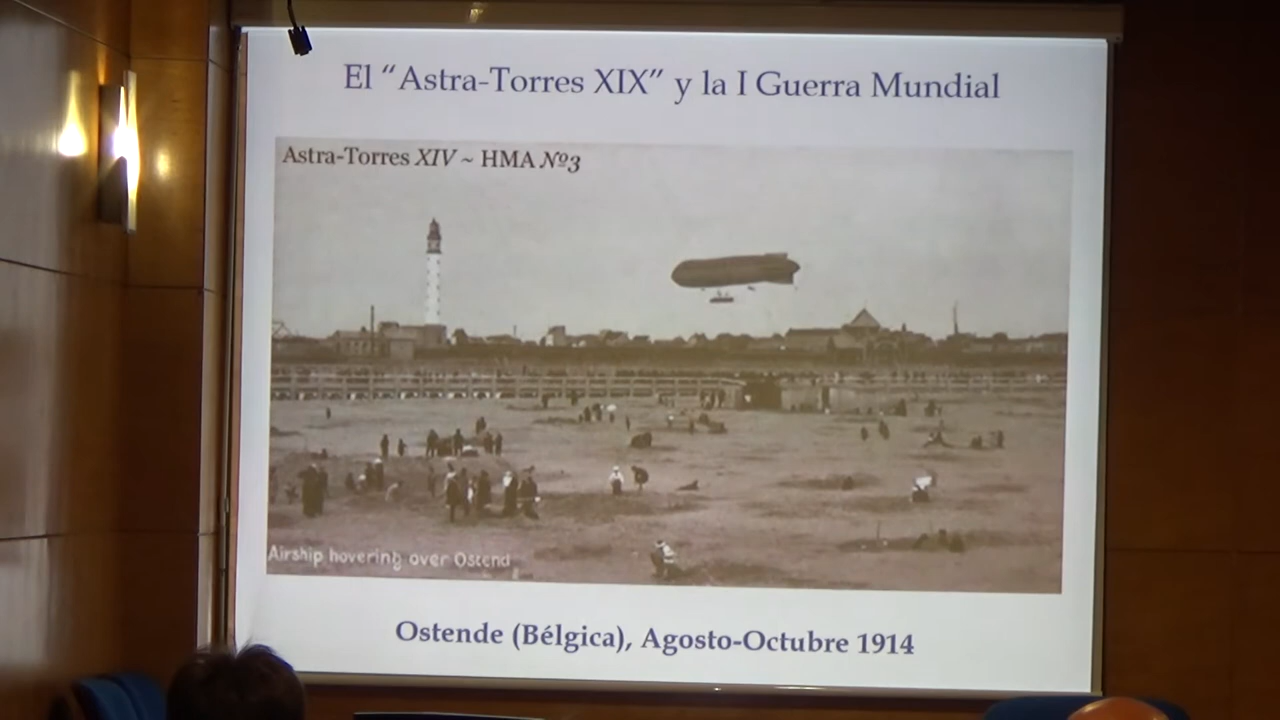 El “Astra-Torres XIX” y la I Guerra Mundial
Astra-Torres XIV ~ HMA Nº3
Airship hovering over Ostend
Ostende (Bélgica), Agosto-Octubre 1914